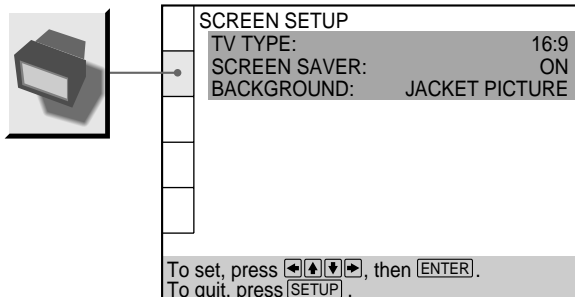 SCREEN SETUP
TV TYPE: 16:9
SCREEN SAVER: ON
BACKGROUND: JACKET PICTURE
To set, press ←↑↓→, then ENTER.
To quit, press SETUP.